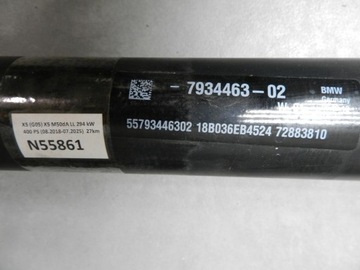 7934463-02
BMW
Germany
55793446302 18B036EB4524 72883810
X5 (G05) X5 M50dX LL 294 kW
400 PS (08.2018-07.2025) 27km
N55861